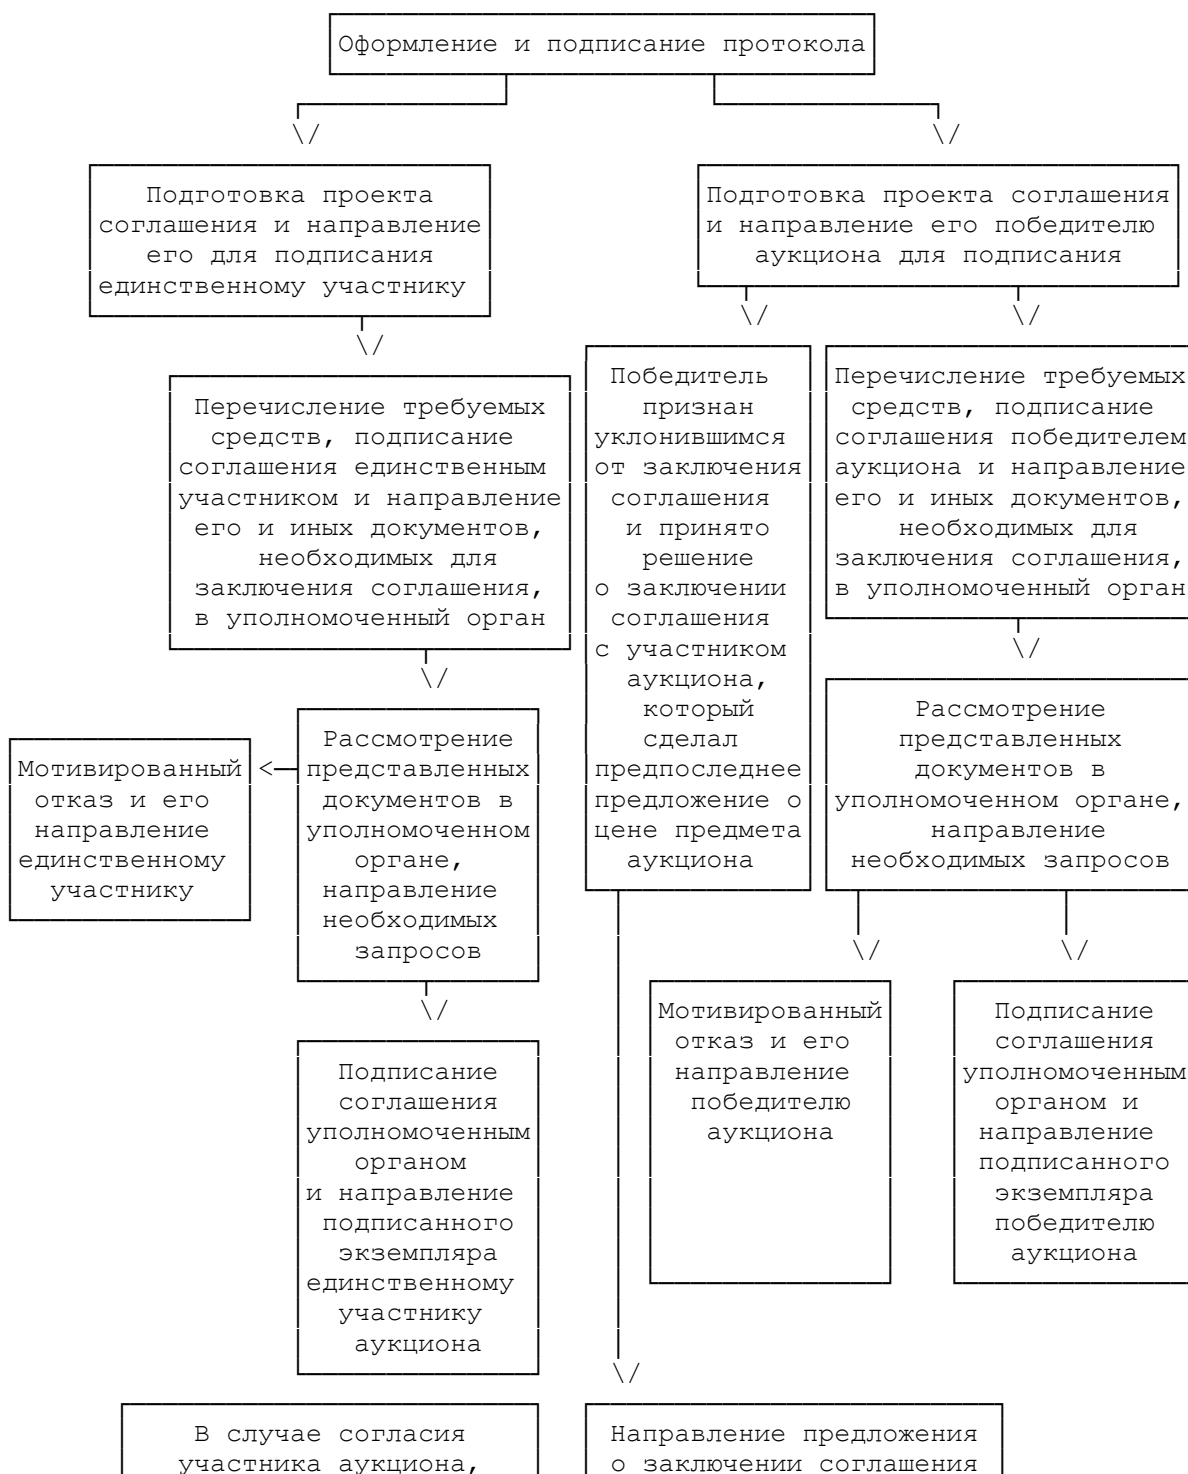 Оформление и подписание протокола
Подготовка проекта
соглашения и направление
его для подписания
единственному участнику
Подготовка проекта соглашения
и направление его победителю
аукциона для подписания
Перечисление требуемых
средств, подписание
соглашения единственным
участником и направление
его и иных документов,
необходимых для
заключения соглашения,
в уполномоченный орган
Победитель
признан
уклонившимся
от заключения
соглашения
и принято
решение
о заключении
соглашения
с участником
аукциона,
который
сделал
предпоследнее
предложение о
цене предмета
аукциона
Перечисление требуемых
средств, подписание
соглашения победителем
аукциона и направление
его и иных документов,
необходимых для
заключения соглашения,
в уполномоченный орган
Мотивированный
отказ и его
направление
единственному
участнику
Рассмотрение
представленных
документов в
уполномоченном
органе,
направление
необходимых
запросов
Рассмотрение
представленных
документов в
уполномоченном органе,
направление
необходимых запросов
Подписание
соглашения
уполномоченным
органом
и направление
подписанного
экземпляра
единственному
участнику
аукциона
Мотивированный
отказ и его
направление
победителю
аукциона
Подписание
соглашения
уполномоченным
органом и
направление
подписанного
экземпляра
победителю
аукциона
В случае согласия
участника аукциона,
Направление предложения
о заключении соглашения